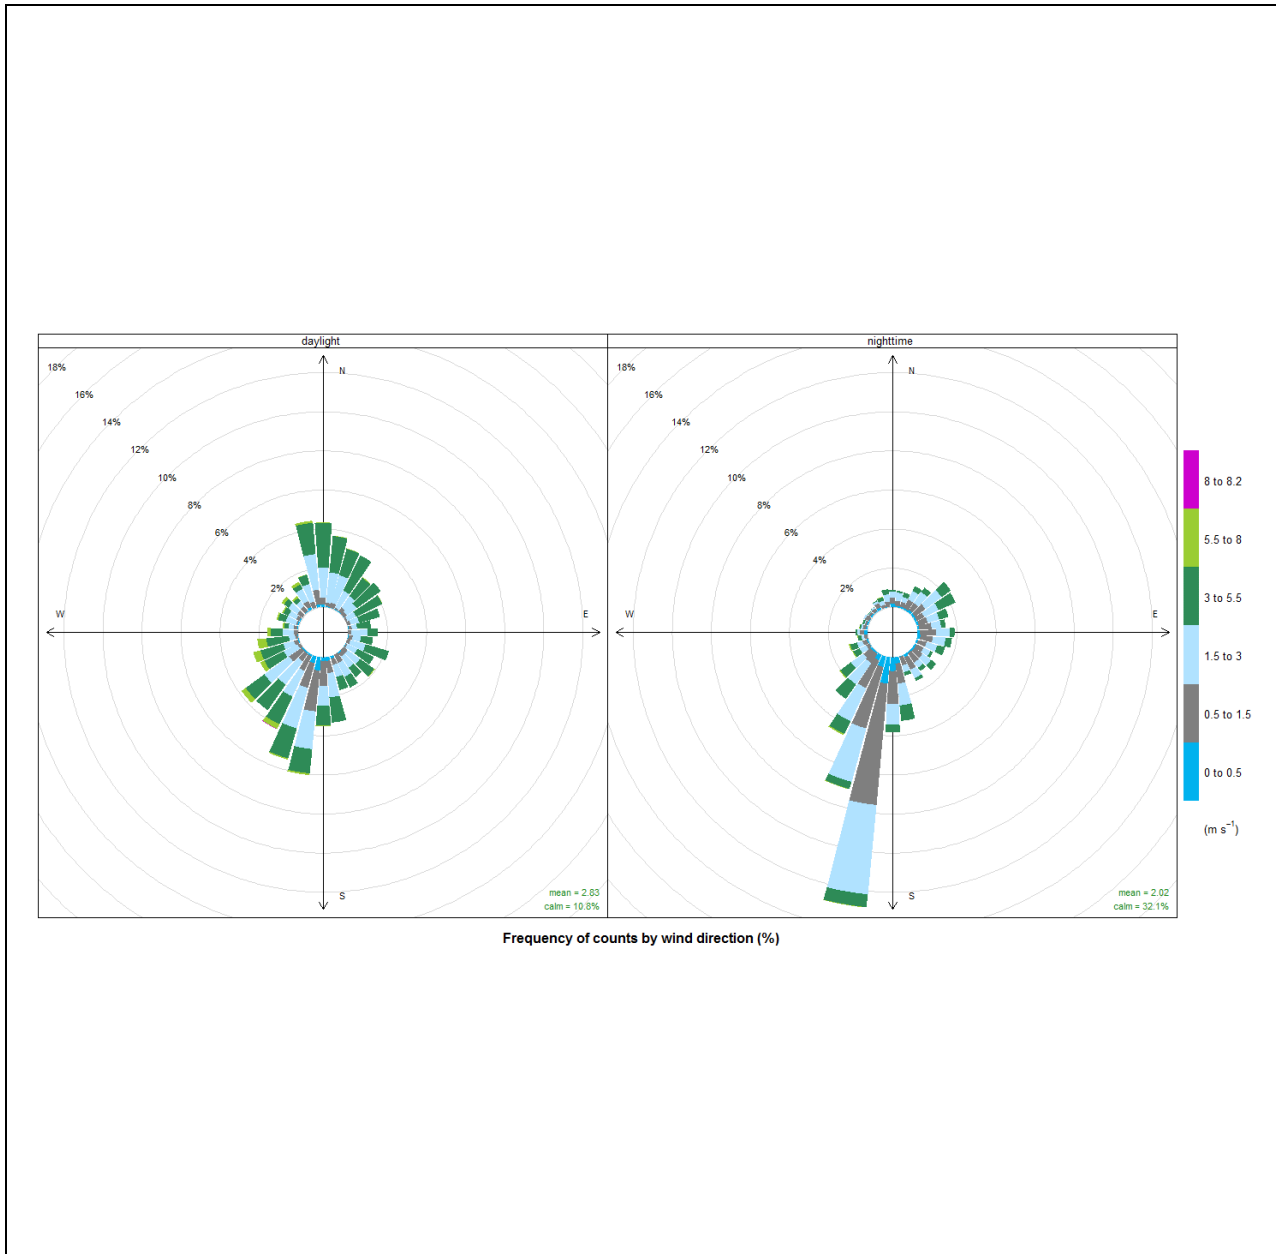 daylight
nighttime
18%
16%
14%
12%
10%
8%
6%
4%
2%
N
W
E
S
mean = 2.83
calm = 10.8%
18%
16%
14%
12%
10%
8%
6%
4%
2%
N
W
E
S
mean = 2.02
calm = 32.1%
8 to 8.2
5.5 to 8
3 to 5.5
1.5 to 3
0.5 to 1.5
0 to 0.5
(m s⁻¹)
Frequency of counts by wind direction (%)